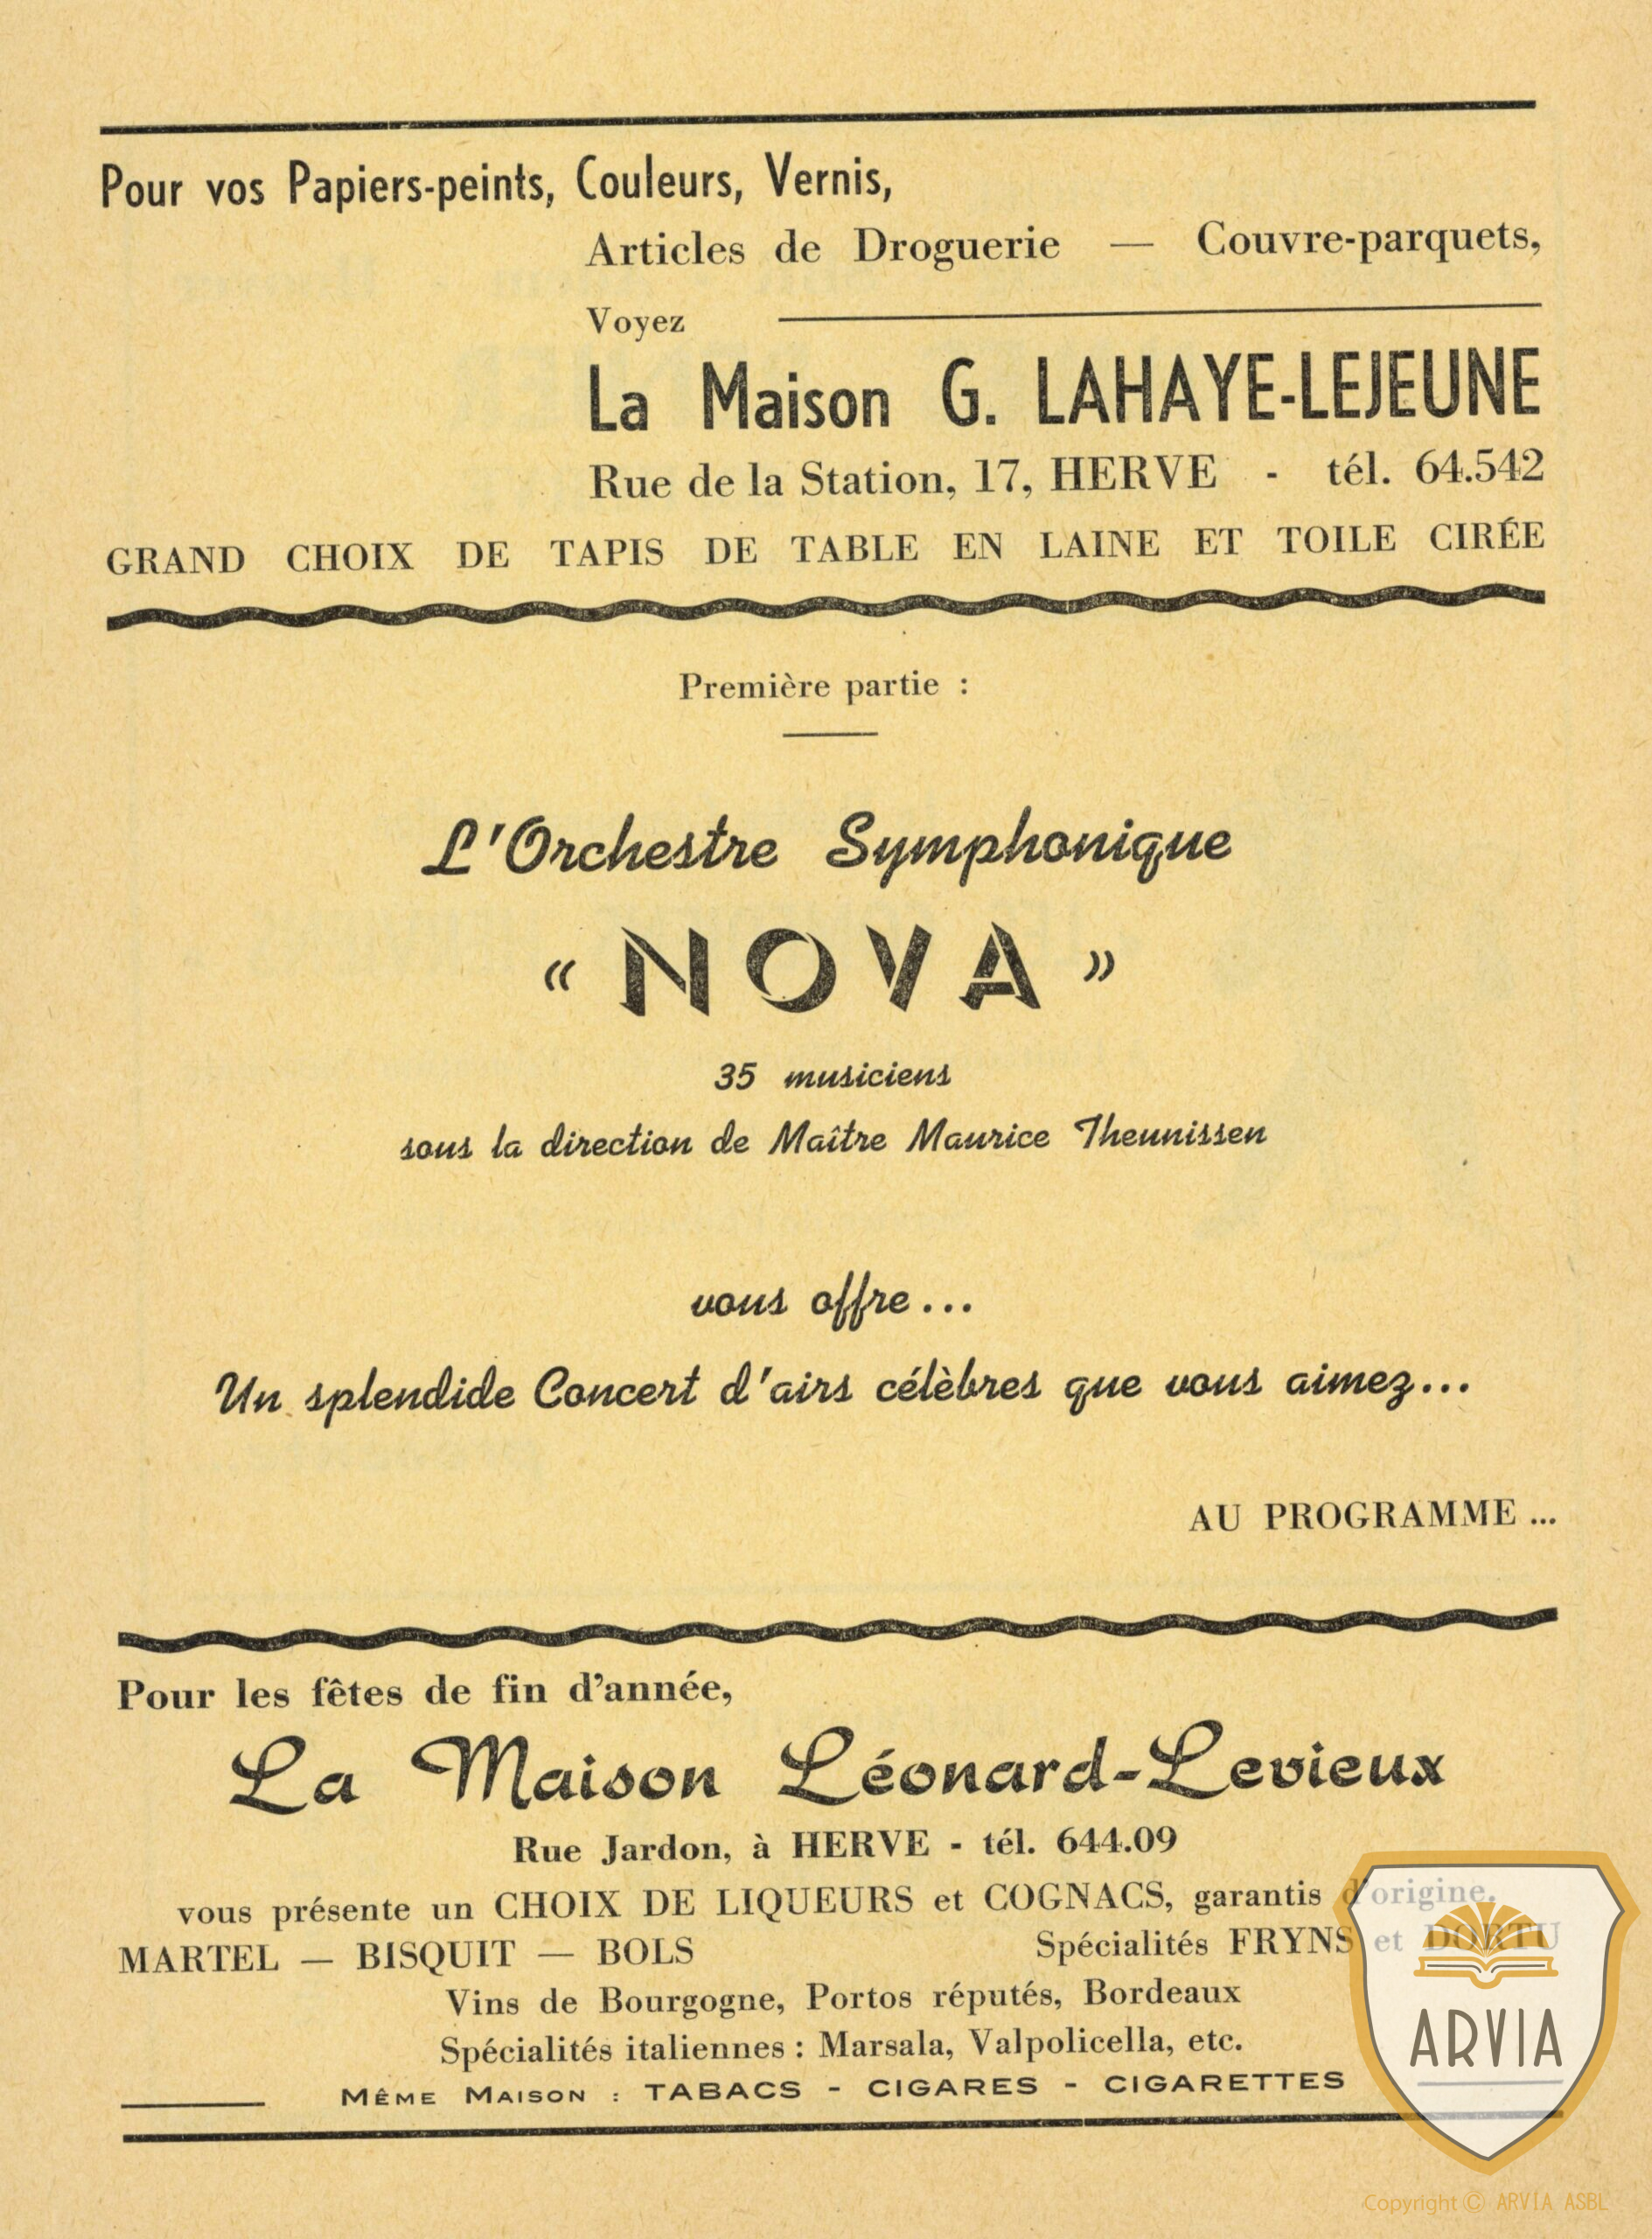 Pour vos Papiers-peints, Couleurs, Vernis,
Articles de Droguerie — Couvre-parquets,
Voyez
La Maison G. LAHAYE-LEJEUNE
Rue de la Station, 17, HERVE - tél. 64.542
GRAND CHOIX DE TAPIS DE TABLE EN LAINE ET TOILE CIRÉE
Première partie :
L'Orchestre Symphonique
« NOVA »
35 musiciens
sous la direction de Maître Maurice Theunissen
vous offre...
Un splendide Concert d'airs célèbres que vous aimez...
AU PROGRAMME ...
Pour les fêtes de fin d'année,
La Maison Léonard-Levieux
Rue Jardon, à HERVE - tél. 644.09
vous présente un CHOIX DE LIQUEURS et COGNACS, garantis d'origine.
MARTEL — BISQUIT — BOLS Spécialités FRYNS et DORTU
Vins de Bourgogne, Portos réputés, Bordeaux
Spécialités italiennes : Marsala, Valpolicella, etc.
MÊME MAISON : TABACS - CIGARES - CIGARETTES
ARVIA
Copyright © ARVIA ASBL